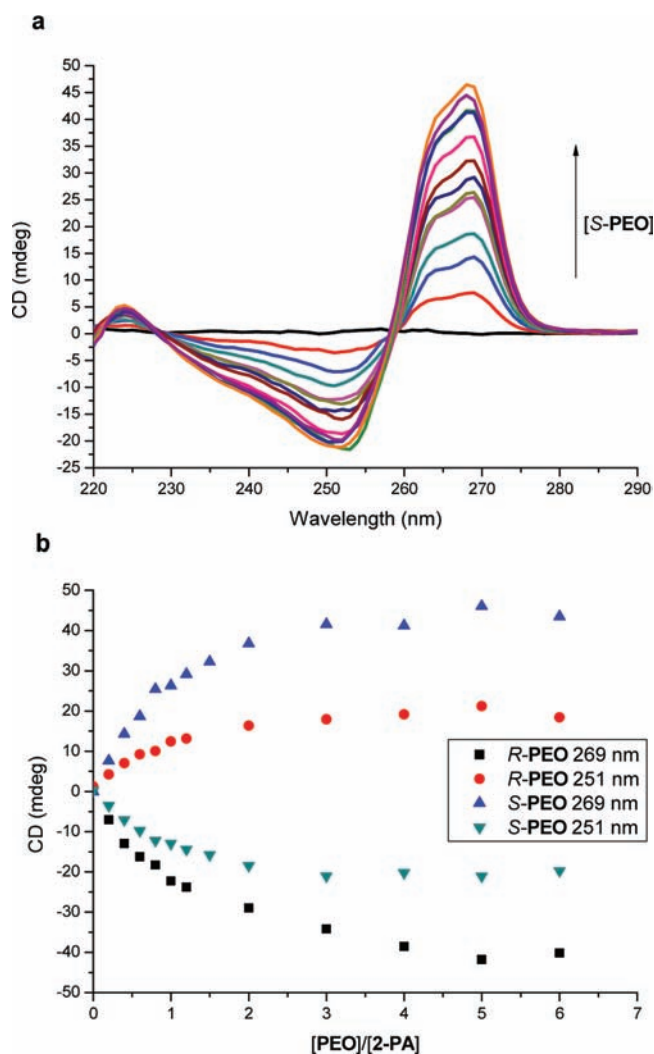 a
50
45
40
35
30
25
20
15
10
5
0
-5
-10
-15
-20
-25
CD (mdeg)
[S-PEO]
220 230 240 250 260 270 280 290
Wavelength (nm)
b
50
40
30
20
10
0
-10
-20
-30
-40
-50
CD (mdeg)
R-PEO 269 nm
R-PEO 251 nm
S-PEO 269 nm
S-PEO 251 nm
0 1 2 3 4 5 6 7
[PEO]/[2-PA]